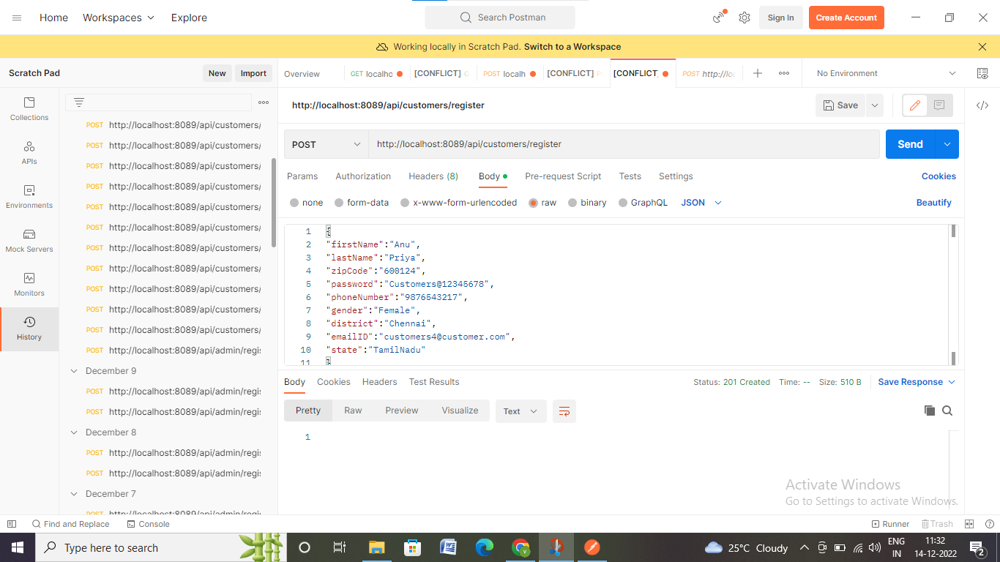 Home Workspaces Explore Search Postman Sign In Create Account
Working locally in Scratch Pad. Switch to a Workspace
Scratch Pad New Import Overview GET localhc [CONFLICT] POST localh [CONFLICT] [CONFLICT] POST http://loc No Environment
Collections
APIs
Environments
Mock Servers
Monitors
History
POST http://localhost:8089/api/customers/
POST http://localhost:8089/api/customers/
POST http://localhost:8089/api/customers/
POST http://localhost:8089/api/customers/
POST http://localhost:8089/api/customers/
POST http://localhost:8089/api/customers/
POST http://localhost:8089/api/customers/
POST http://localhost:8089/api/customers/
POST http://localhost:8089/api/customers/
POST http://localhost:8089/api/customers/
POST http://localhost:8089/api/customers/
POST http://localhost:8089/api/admin/regi
December 9
POST http://localhost:8089/api/admin/regi
POST http://localhost:8089/api/admin/regi
December 8
POST http://localhost:8089/api/admin/regi
POST http://localhost:8089/api/admin/regi
December 7
POST http://localhost:8089/api/admin/regi
http://localhost:8089/api/customers/register Save
POST http://localhost:8089/api/customers/register Send
Params Authorization Headers (8) Body Pre-request Script Tests Settings Cookies
none form-data x-www-form-urlencoded raw binary GraphQL JSON Beautify
1 {
2 "firstName":"Anu",
3 "lastName":"Priya",
4 "zipCode":"600124",
5 "password":"Customers@12345678",
6 "phoneNumber":"9876543217",
7 "gender":"Female",
8 "district":"Chennai",
9 "emailID":"customers4@customer.com",
10 "state":"TamilNadu"
11 }
Body Cookies Headers Test Results Status: 201 Created Time: -- Size: 510 B Save Response
Pretty Raw Preview Visualize Text
1
Activate Windows
Go to Settings to activate Windows.
Find and Replace Console Runner Trash
Type here to search 25°C Cloudy ENG IN 11:32 14-12-2022 2